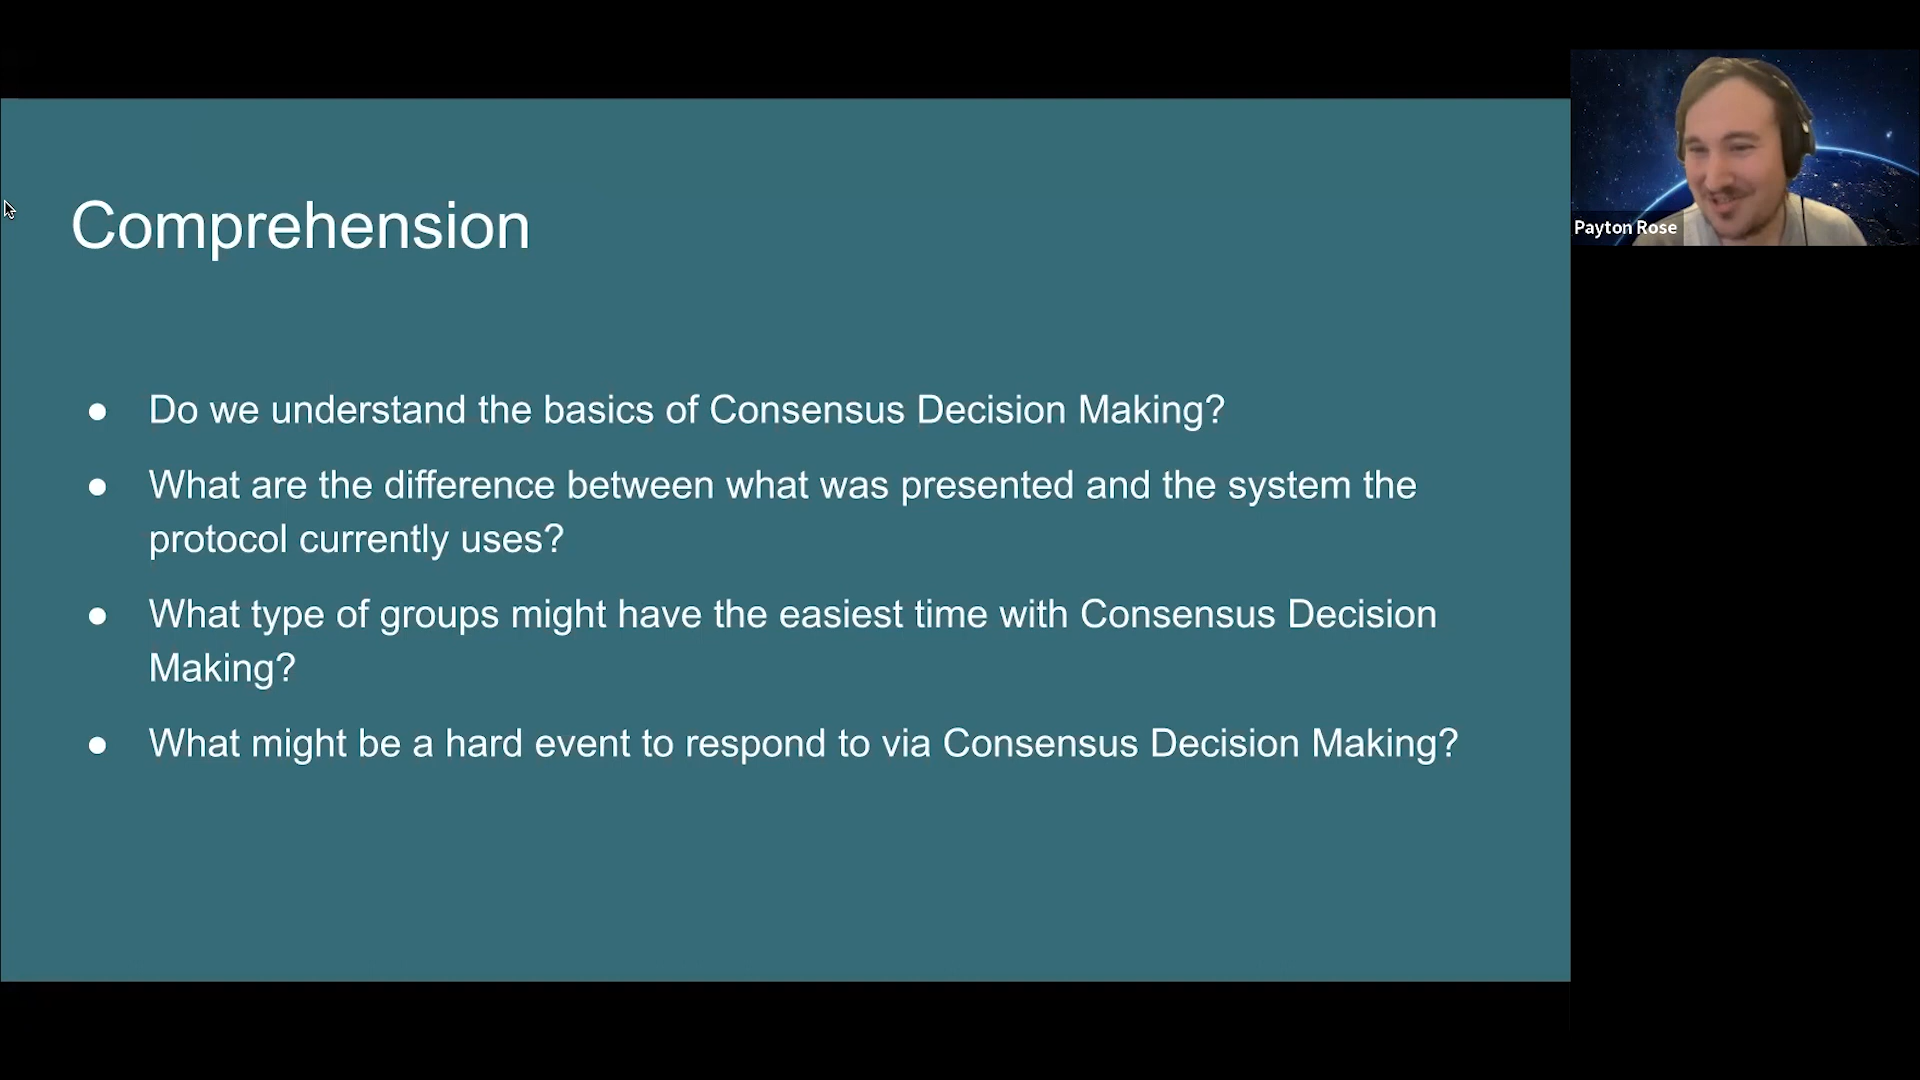 Comprehension
● Do we understand the basics of Consensus Decision Making?
● What are the difference between what was presented and the system the
protocol currently uses?
● What type of groups might have the easiest time with Consensus Decision
Making?
● What might be a hard event to respond to via Consensus Decision Making?
Payton Rose